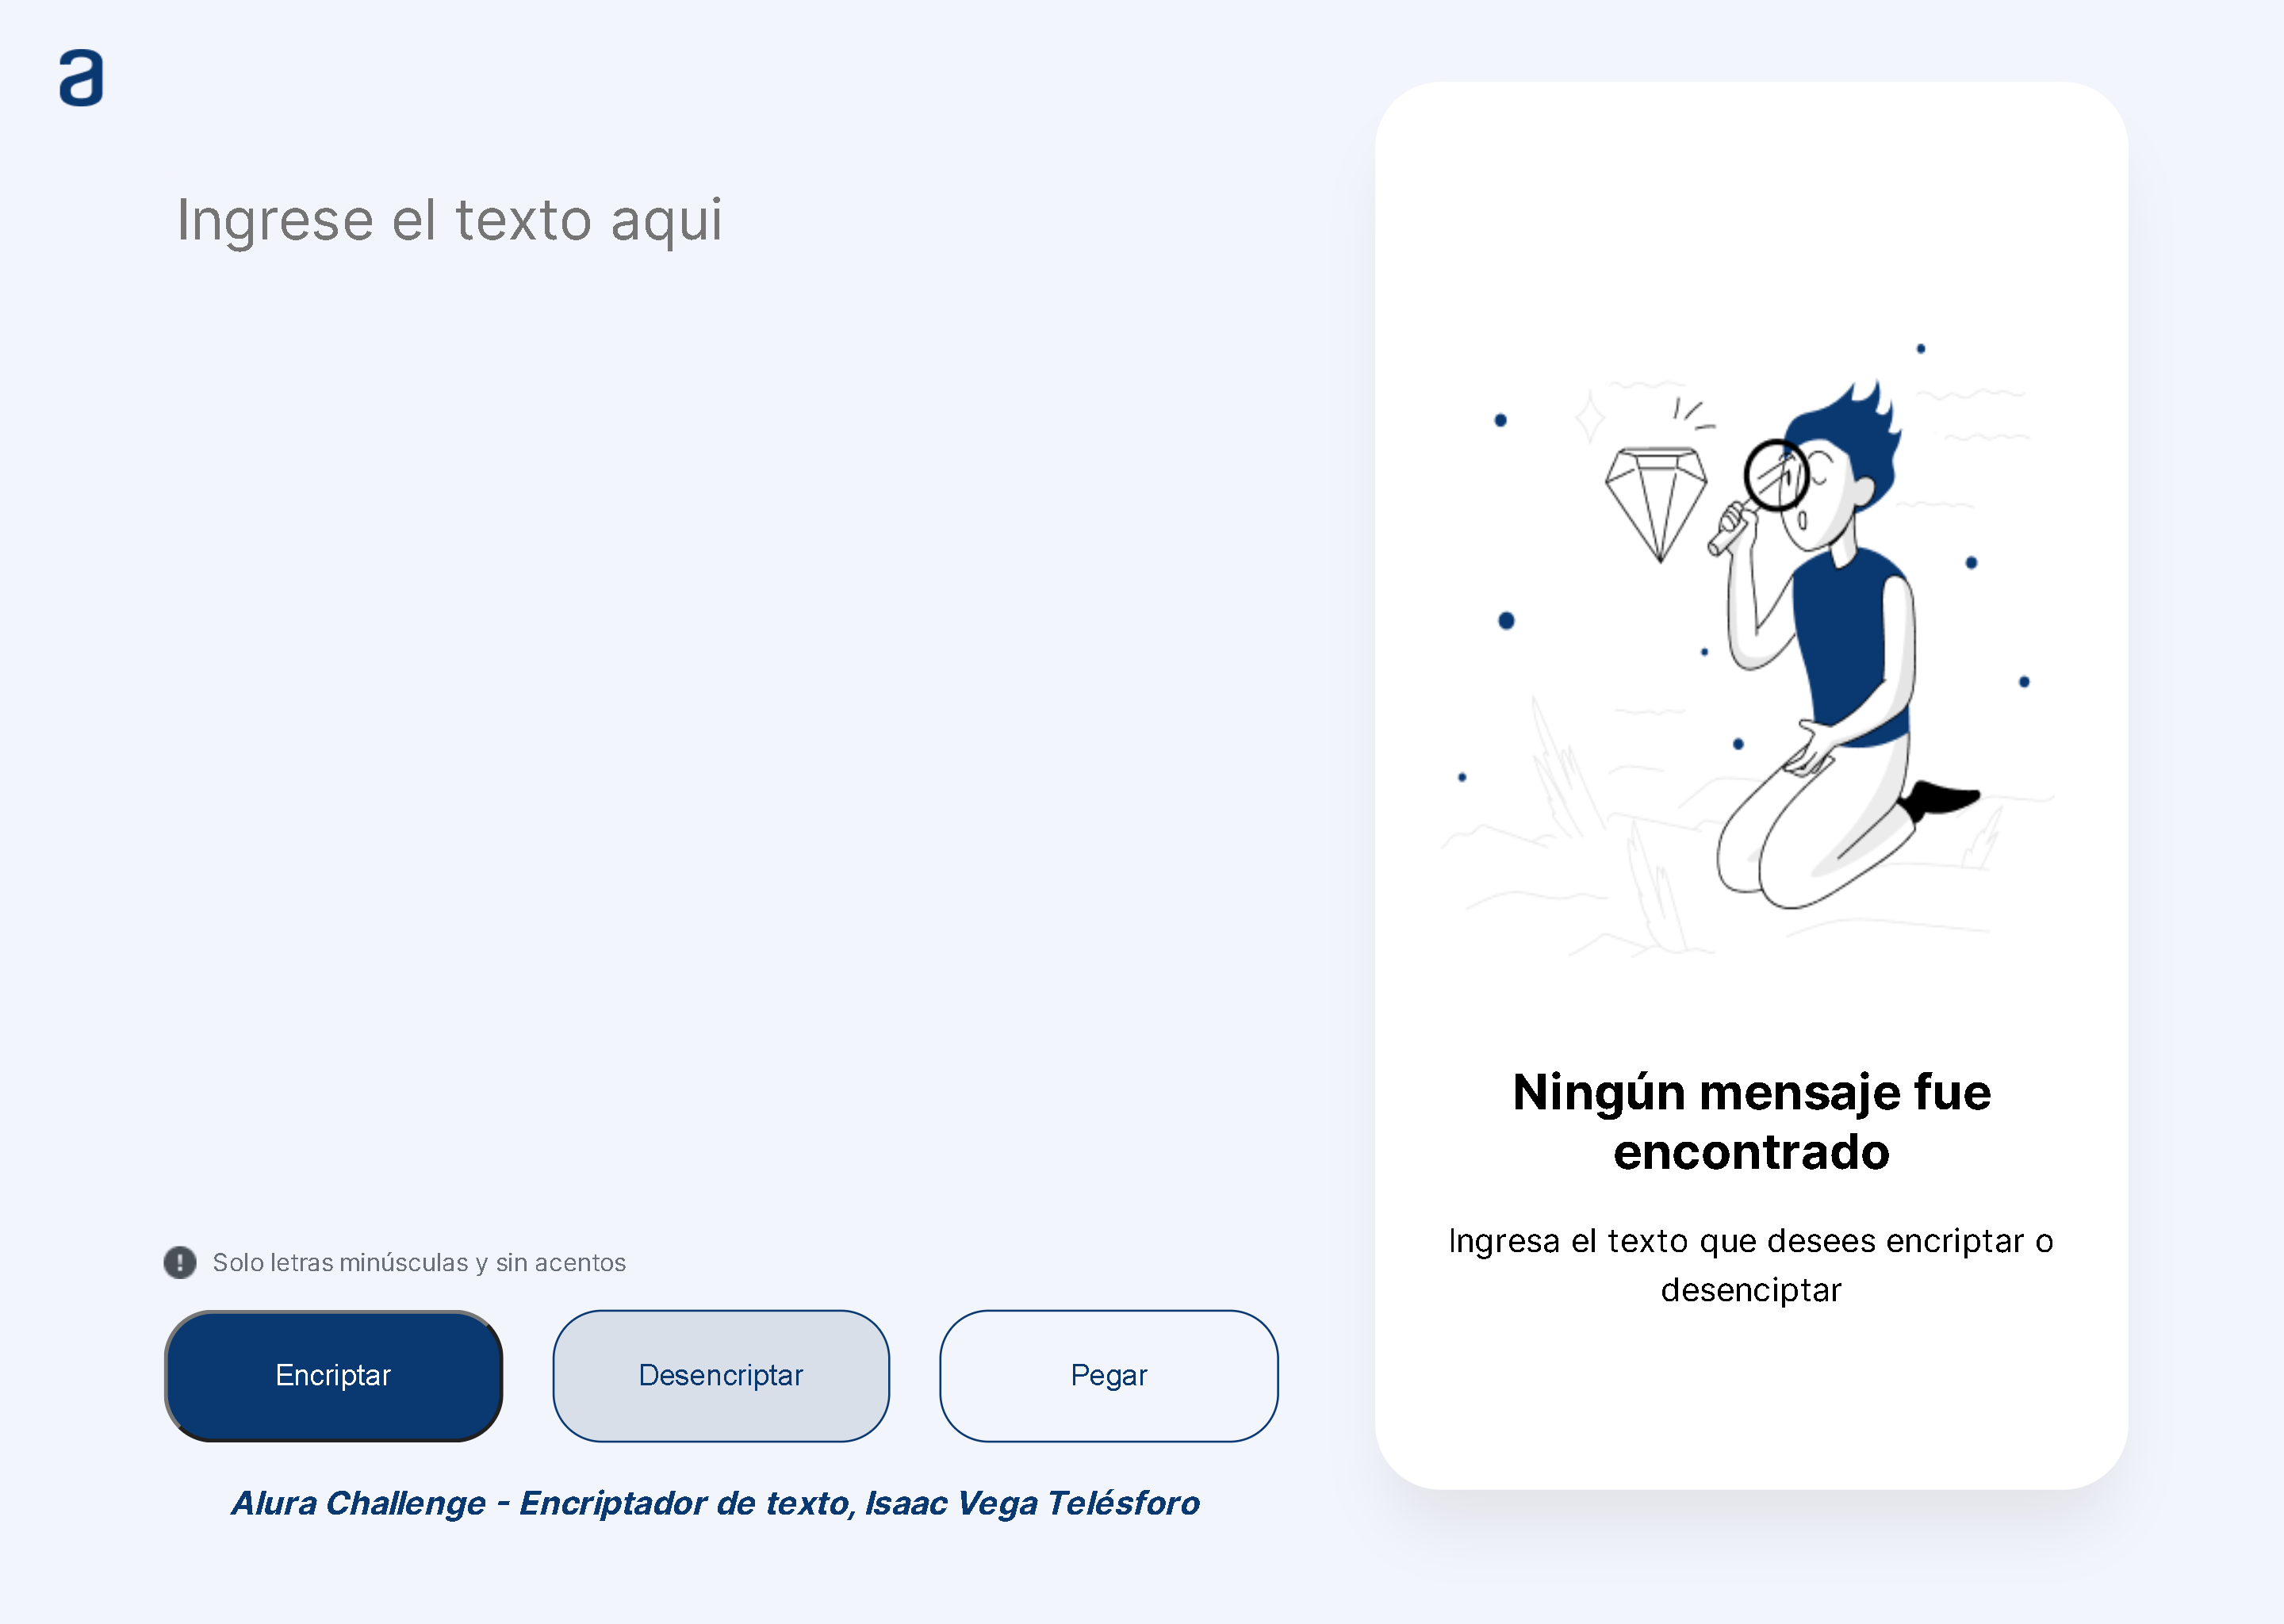 a
Ingrese el texto aqui
Solo letras minúsculas y sin acentos
Encriptar
Desencriptar
Pegar
Alura Challenge - Encriptador de texto, Isaac Vega Telésforo
Ningún mensaje fue
encontrado
Ingresa el texto que desees encriptar o
desenciptar